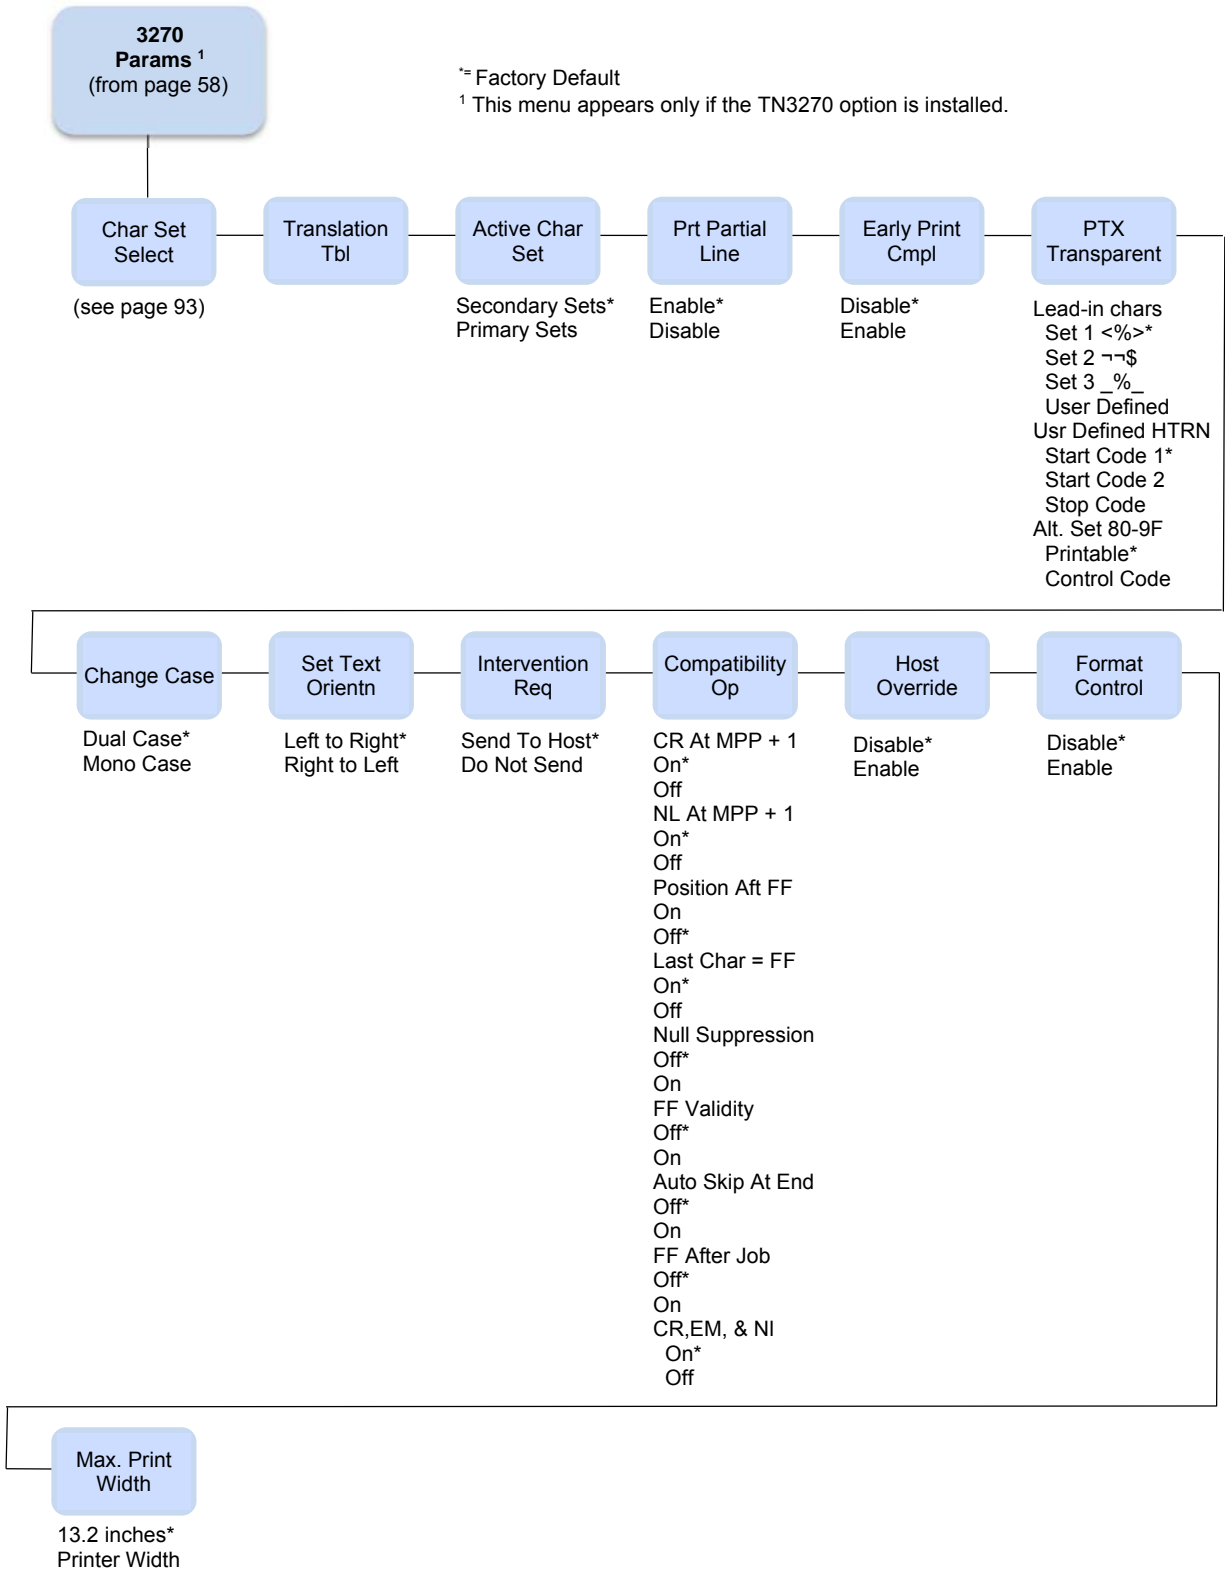 3270
Params ¹
(from page 58)
*= Factory Default
¹ This menu appears only if the TN3270 option is installed.
Char Set
Select
(see page 93)
Translation
Tbl
Active Char
Set
Secondary Sets*
Primary Sets
Prt Partial
Line
Enable*
Disable
Early Print
Cmpl
Disable*
Enable
PTX
Transparent
Lead-in chars
Set 1 <%>*
Set 2 ¬¬$
Set 3 _%_
User Defined
Usr Defined HTRN
Start Code 1*
Start Code 2
Stop Code
Alt. Set 80-9F
Printable*
Control Code
Change Case
Dual Case*
Mono Case
Set Text
Orientn
Left to Right*
Right to Left
Intervention
Req
Send To Host*
Do Not Send
Compatibility
Op
CR At MPP + 1
On*
Off
NL At MPP + 1
On*
Off
Position Aft FF
On
Off*
Last Char = FF
On*
Off
Null Suppression
Off*
On
FF Validity
Off*
On
Auto Skip At End
Off*
On
FF After Job
Off*
On
CR,EM, & NI
On*
Off
Host
Override
Disable*
Enable
Format
Control
Disable*
Enable
Max. Print
Width
13.2 inches*
Printer Width